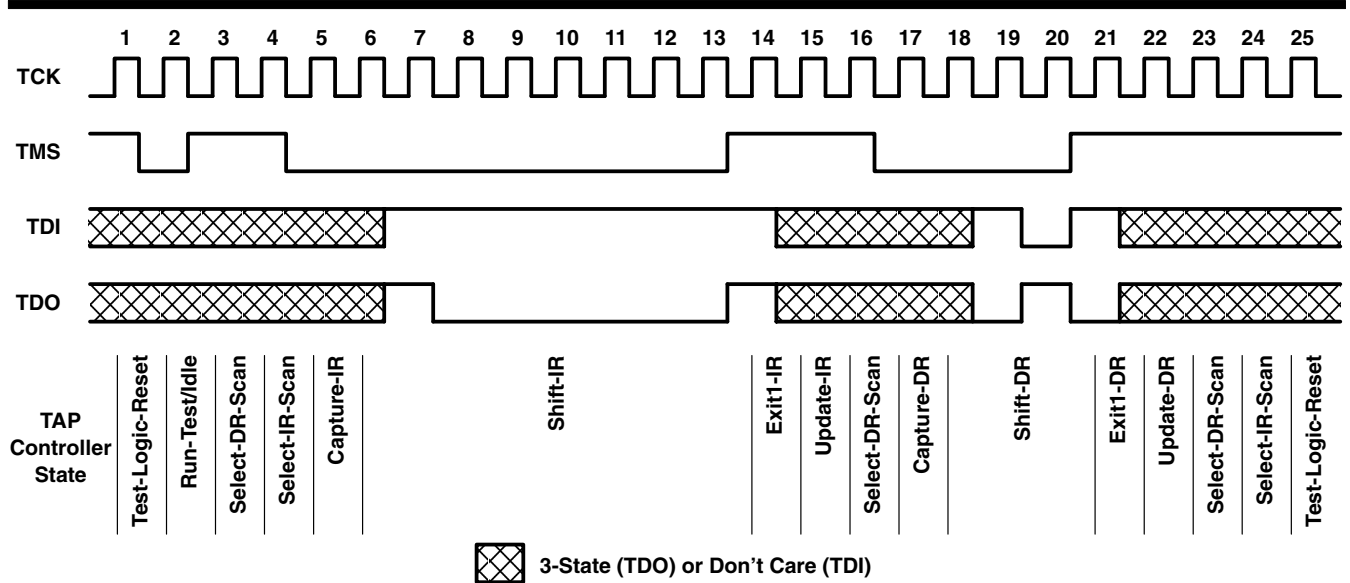 1 2 3 4 5 6 7 8 9 10 11 12 13 14 15 16 17 18 19 20 21 22 23 24 25
TCK
TMS
TDI
TDO
TAP
Controller
State
Test-Logic-Reset
Run-Test/Idle
Select-DR-Scan
Select-IR-Scan
Capture-IR
Shift-IR
Exit1-IR
Update-IR
Select-DR-Scan
Capture-DR
Shift-DR
Exit1-DR
Update-DR
Select-DR-Scan
Select-IR-Scan
Test-Logic-Reset
3-State (TDO) or Don't Care (TDI)